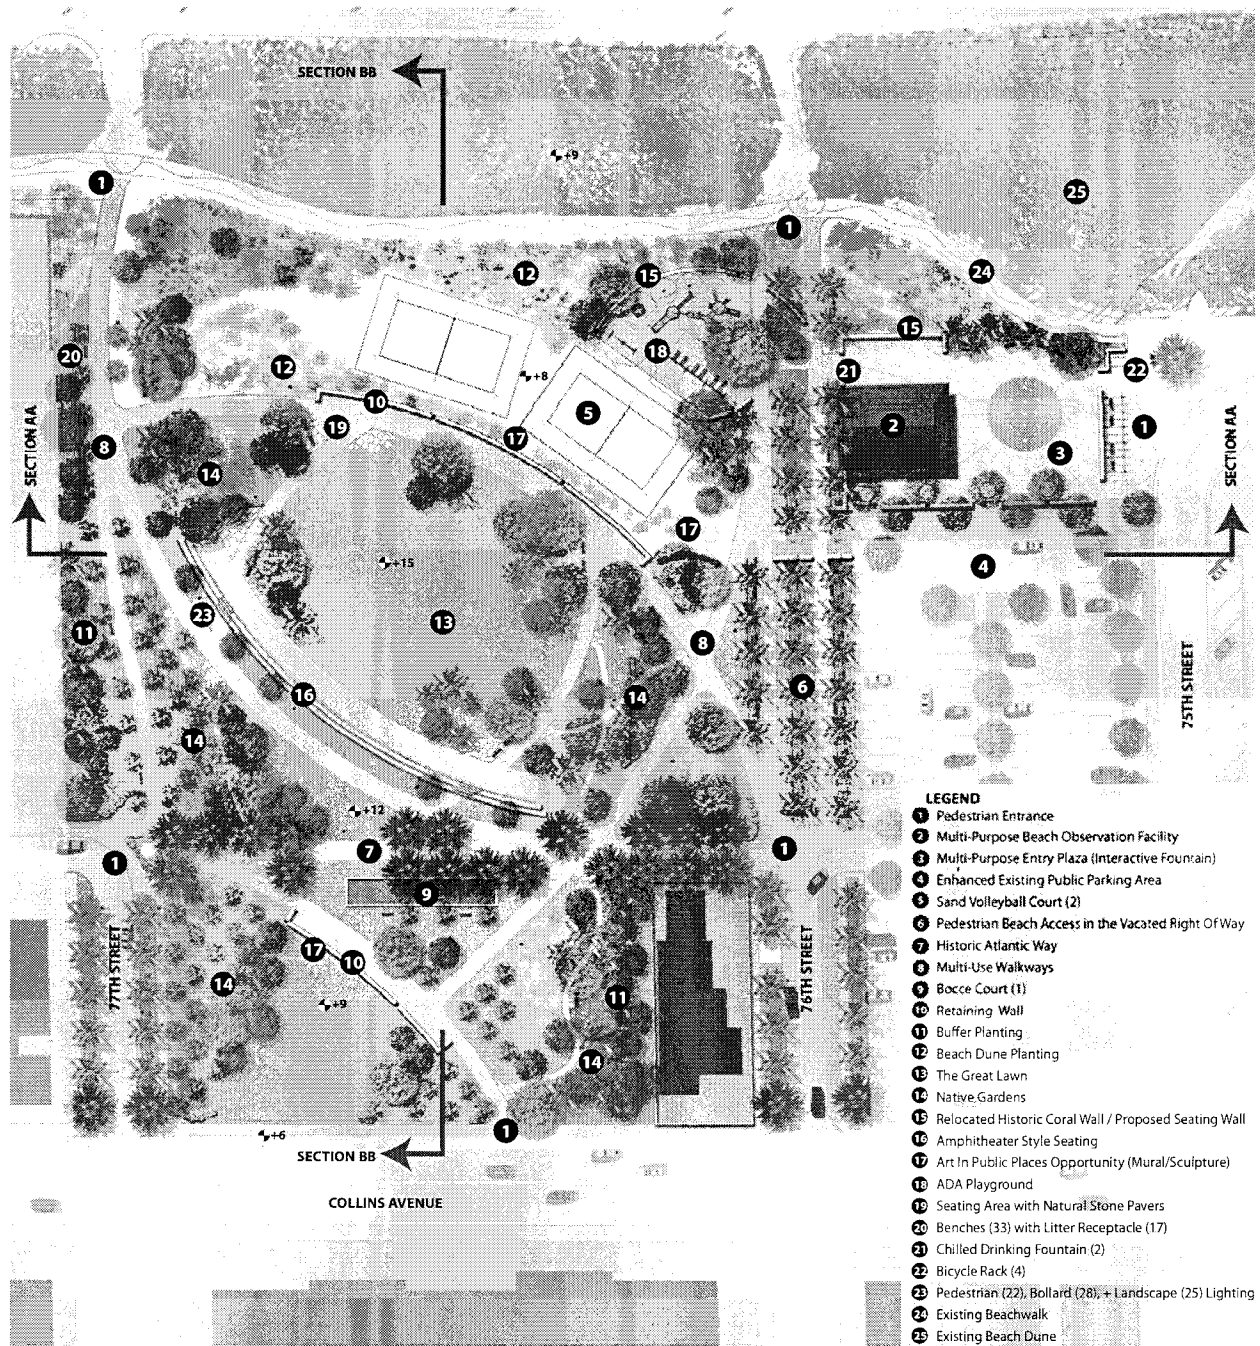 SECTION BB
+9
1
25
1
12
15
24
15
18
20
12
21
22
+8
10
5
2
1
19
17
3
SECTION AA
8
14
SECTION AA
17
+15
4
23
13
11
8
16
14
6
75TH STREET
14
+12
7
1
1
9
17
10
77TH STREET
14
+9
11
76TH STREET
14
+6
1
SECTION BB
COLLINS AVENUE
LEGEND
1 Pedestrian Entrance
2 Multi-Purpose Beach Observation Facility
3 Multi-Purpose Entry Plaza (Interactive Fountain)
4 Enhanced Existing Public Parking Area
5 Sand Volleyball Court (2)
6 Pedestrian Beach Access in the Vacated Right Of Way
7 Historic Atlantic Way
8 Multi-Use Walkways
9 Bocce Court (1)
10 Retaining Wall
11 Buffer Planting
12 Beach Dune Planting
13 The Great Lawn
14 Native Gardens
15 Relocated Historic Coral Wall / Proposed Seating Wall
16 Amphitheater Style Seating
17 Art In Public Places Opportunity (Mural/Sculpture)
18 ADA Playground
19 Seating Area with Natural Stone Pavers
20 Benches (33) with Litter Receptacle (17)
21 Chilled Drinking Fountain (2)
22 Bicycle Rack (4)
23 Pedestrian (22), Bollard (28), + Landscape (25) Lighting
24 Existing Beachwalk
25 Existing Beach Dune